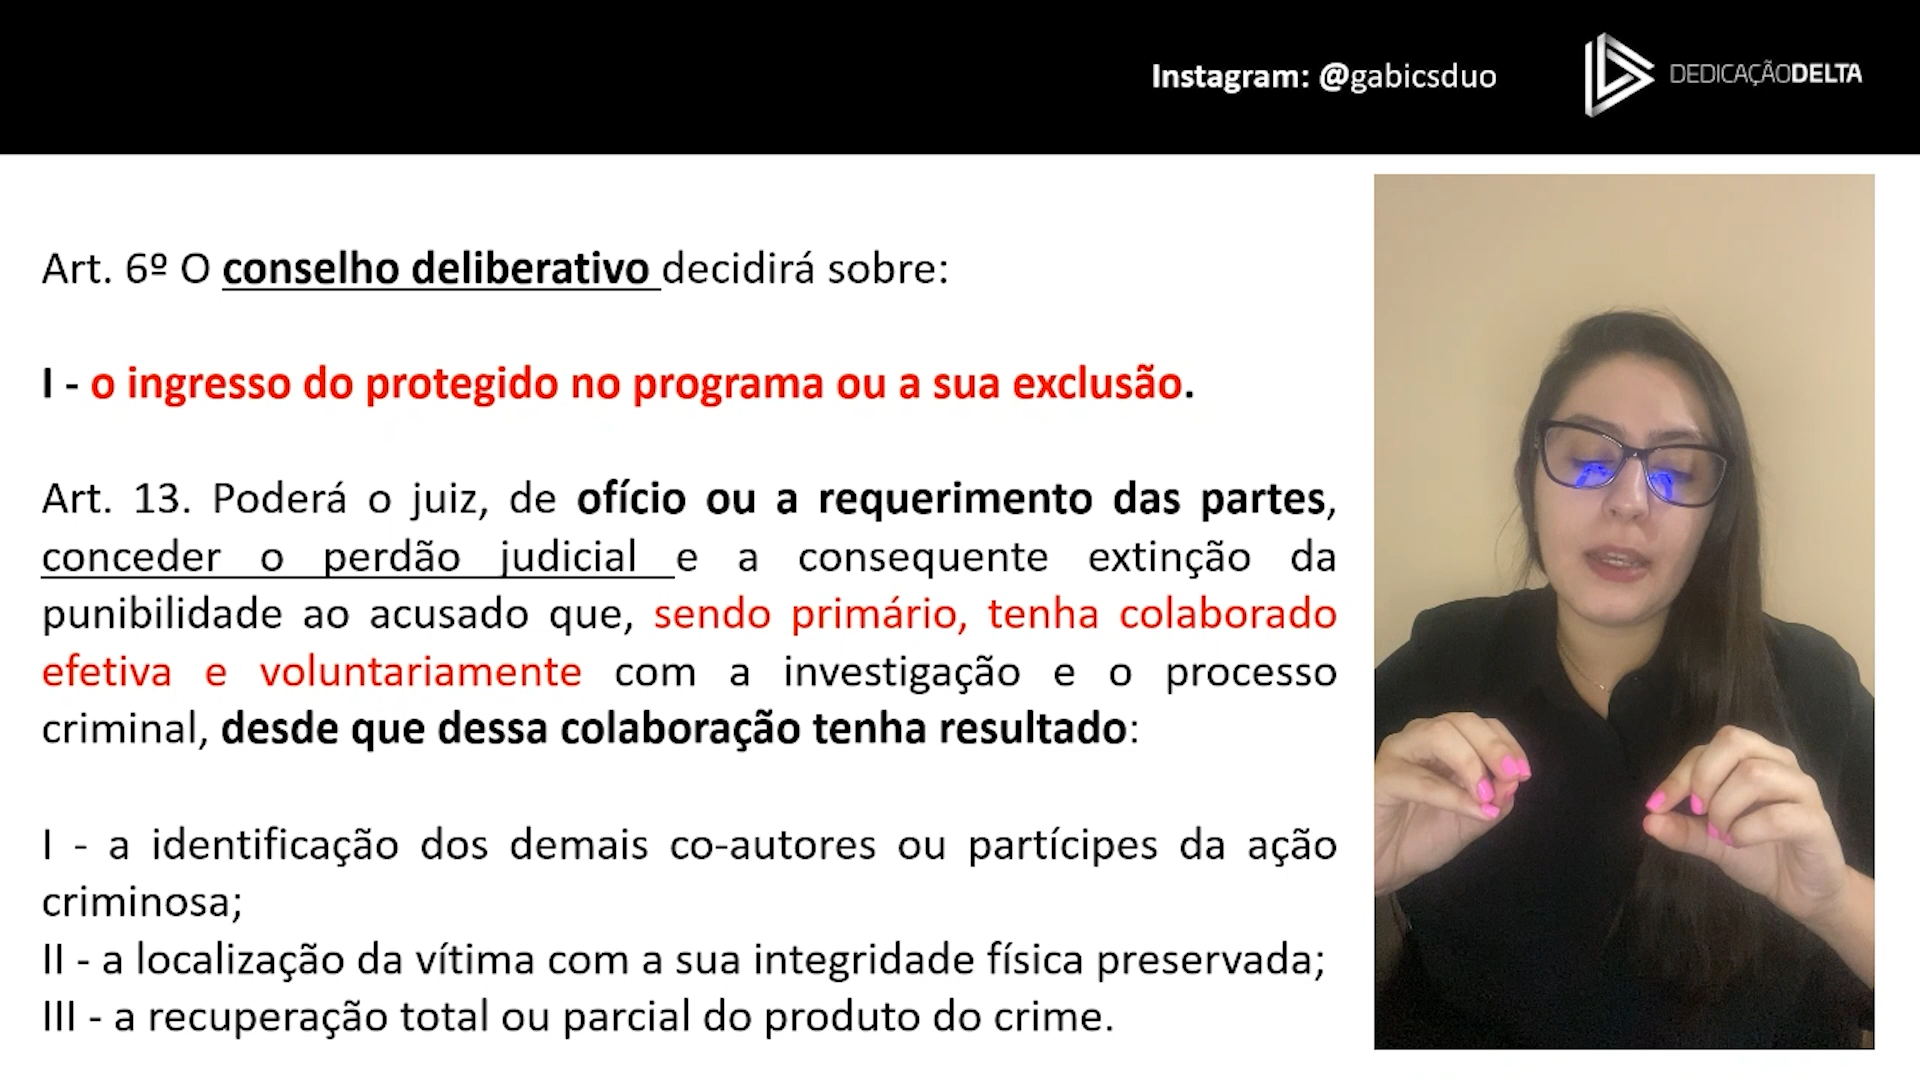 Instagram: @gabicsduo
DEDICAÇÃODELTA
Art. 6º O conselho deliberativo decidirá sobre:
I - o ingresso do protegido no programa ou a sua exclusão.
Art. 13. Poderá o juiz, de ofício ou a requerimento das partes,
conceder o perdão judicial e a consequente extinção da
punibilidade ao acusado que, sendo primário, tenha colaborado
efetiva e voluntariamente com a investigação e o processo
criminal, desde que dessa colaboração tenha resultado:
I - a identificação dos demais co-autores ou partícipes da ação
criminosa;
II - a localização da vítima com a sua integridade física preservada;
III - a recuperação total ou parcial do produto do crime.